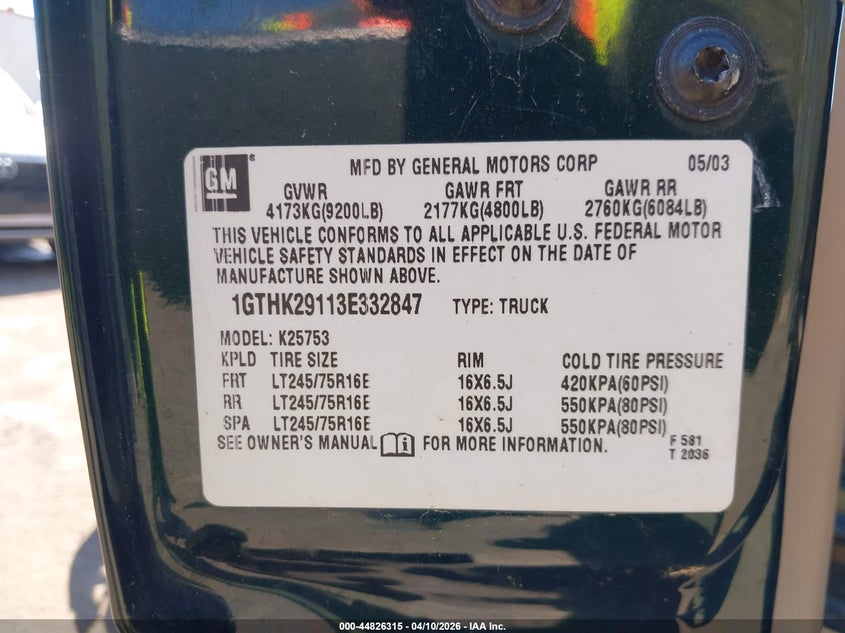 GM ®
MFD BY GENERAL MOTORS CORP 05/03
GVWR GAWR FRT GAWR RR
4173KG(9200LB) 2177KG(4800LB) 2760KG(6084LB)
THIS VEHICLE CONFORMS TO ALL APPLICABLE U.S. FEDERAL MOTOR
VEHICLE SAFETY STANDARDS IN EFFECT ON THE DATE OF
MANUFACTURE SHOWN ABOVE.
1GTHK29113E332847 TYPE: TRUCK
MODEL: K25753
KPLD TIRE SIZE RIM COLD TIRE PRESSURE
FRT LT245/75R16E 16X6.5J 420KPA(60PSI)
RR LT245/75R16E 16X6.5J 550KPA(80PSI)
SPA LT245/75R16E 16X6.5J 550KPA(80PSI)
SEE OWNER'S MANUAL FOR MORE INFORMATION.
F 581
T 2036
000-44826315 - 04/10/2026 - IAA Inc.